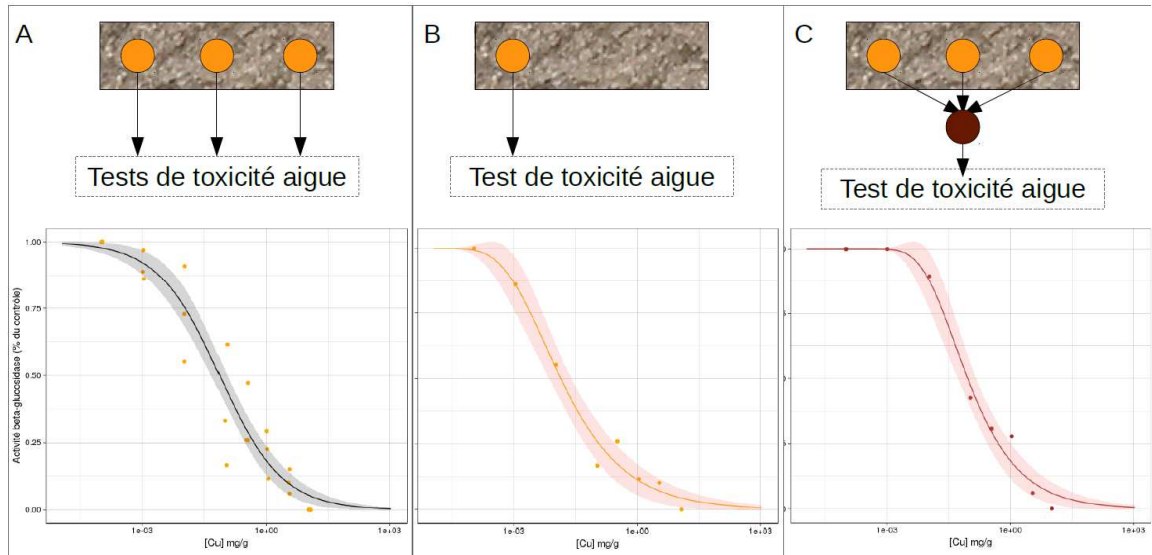 A
B
C
Tests de toxicité aigue
Test de toxicité aigue
Test de toxicité aigue
Activité beta-glucosidase (% du contrôle)
1.00
0.75
0.50
0.25
0.00
1e-03
1e+00
1e+03
[Cu] mg/g
1e-03
1e+00
1e+03
[Cu] mg/g
1e-03
1e+00
1e+03
[Cu] mg/g